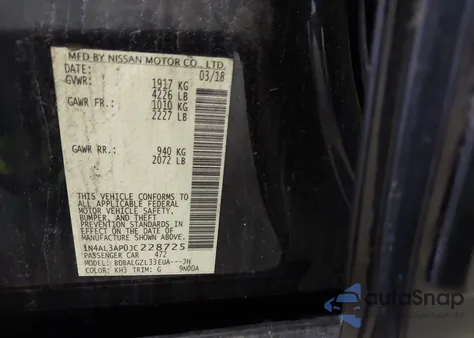 MFD BY NISSAN MOTOR CO., LTD.
DATE: 03/18
GVWR: 1917 KG
4226 LB
GAWR FR.: 1010 KG
2227 LB
GAWR RR.: 940 KG
2072 LB
THIS VEHICLE CONFORMS TO
ALL APPLICABLE FEDERAL
MOTOR VEHICLE SAFETY,
BUMPER, AND THEFT
PREVENTION STANDARDS
IN EFFECT ON THE DATE OF
MANUFACTURE SHOWN ABOVE.
1N4AL3AP0JC228725
PASSENGER CAR 472
MODEL: BDBALGZL33EUA---JH
COLOR: KH3 TRIM: G 9N00A
autoSnap
www.autosnap